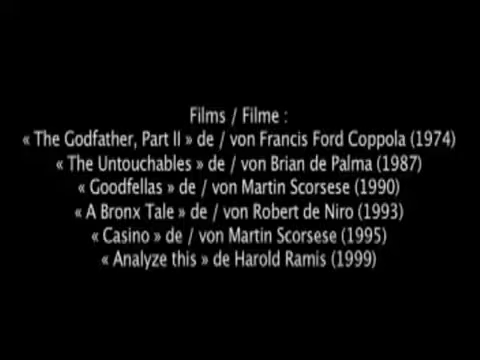 Films / Filme :
« The Godfather, Part II » de / von Francis Ford Coppola (1974)
« The Untouchables » de / von Brian de Palma (1987)
« Goodfellas » de / von Martin Scorsese (1990)
« A Bronx Tale » de / von Robert de Niro (1993)
« Casino » de / von Martin Scorsese (1995)
« Analyze this » de Harold Ramis (1999)